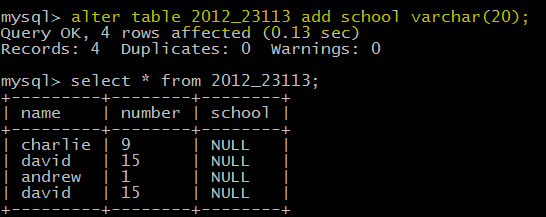 mysql> alter table 2012_23113 add school varchar(20);
Query OK, 4 rows affected (0.13 sec)
Records: 4  Duplicates: 0  Warnings: 0

mysql> select * from 2012_23113;
+---------+--------+--------+
| name    | number | school |
+---------+--------+--------+
| charlie | 9      | NULL   |
| david   | 15     | NULL   |
| andrew  | 1      | NULL   |
| david   | 15     | NULL   |
+---------+--------+--------+